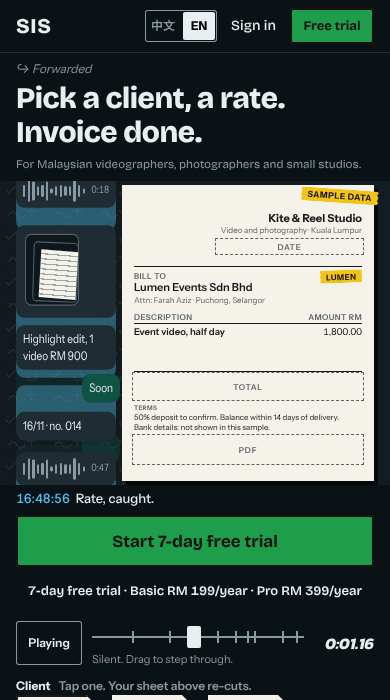 SIS
中文
EN
Sign in
Free trial
↪ Forwarded
Pick a client, a rate.
Invoice done.
For Malaysian videographers, photographers and small studios.
0:18
Highlight edit, 1
video RM 900
Soon
16/11 · no. 014
0:47
SAMPLE DATA
Kite & Reel Studio
Video and photography · Kuala Lumpur
DATE
BILL TO
LUMEN
Lumen Events Sdn Bhd
Attn: Farah Aziz · Puchong, Selangor
DESCRIPTION AMOUNT RM
Event video, half day 1,800.00
TOTAL
TERMS
50% deposit to confirm. Balance within 14 days of delivery.
Bank details: not shown in this sample.
PDF
16:48:56 Rate, caught.
Start 7-day free trial
7-day free trial · Basic RM 199/year · Pro RM 399/year
Playing
0:01.16
Silent. Drag to step through.
Client Tap one. Your sheet above re-cuts.